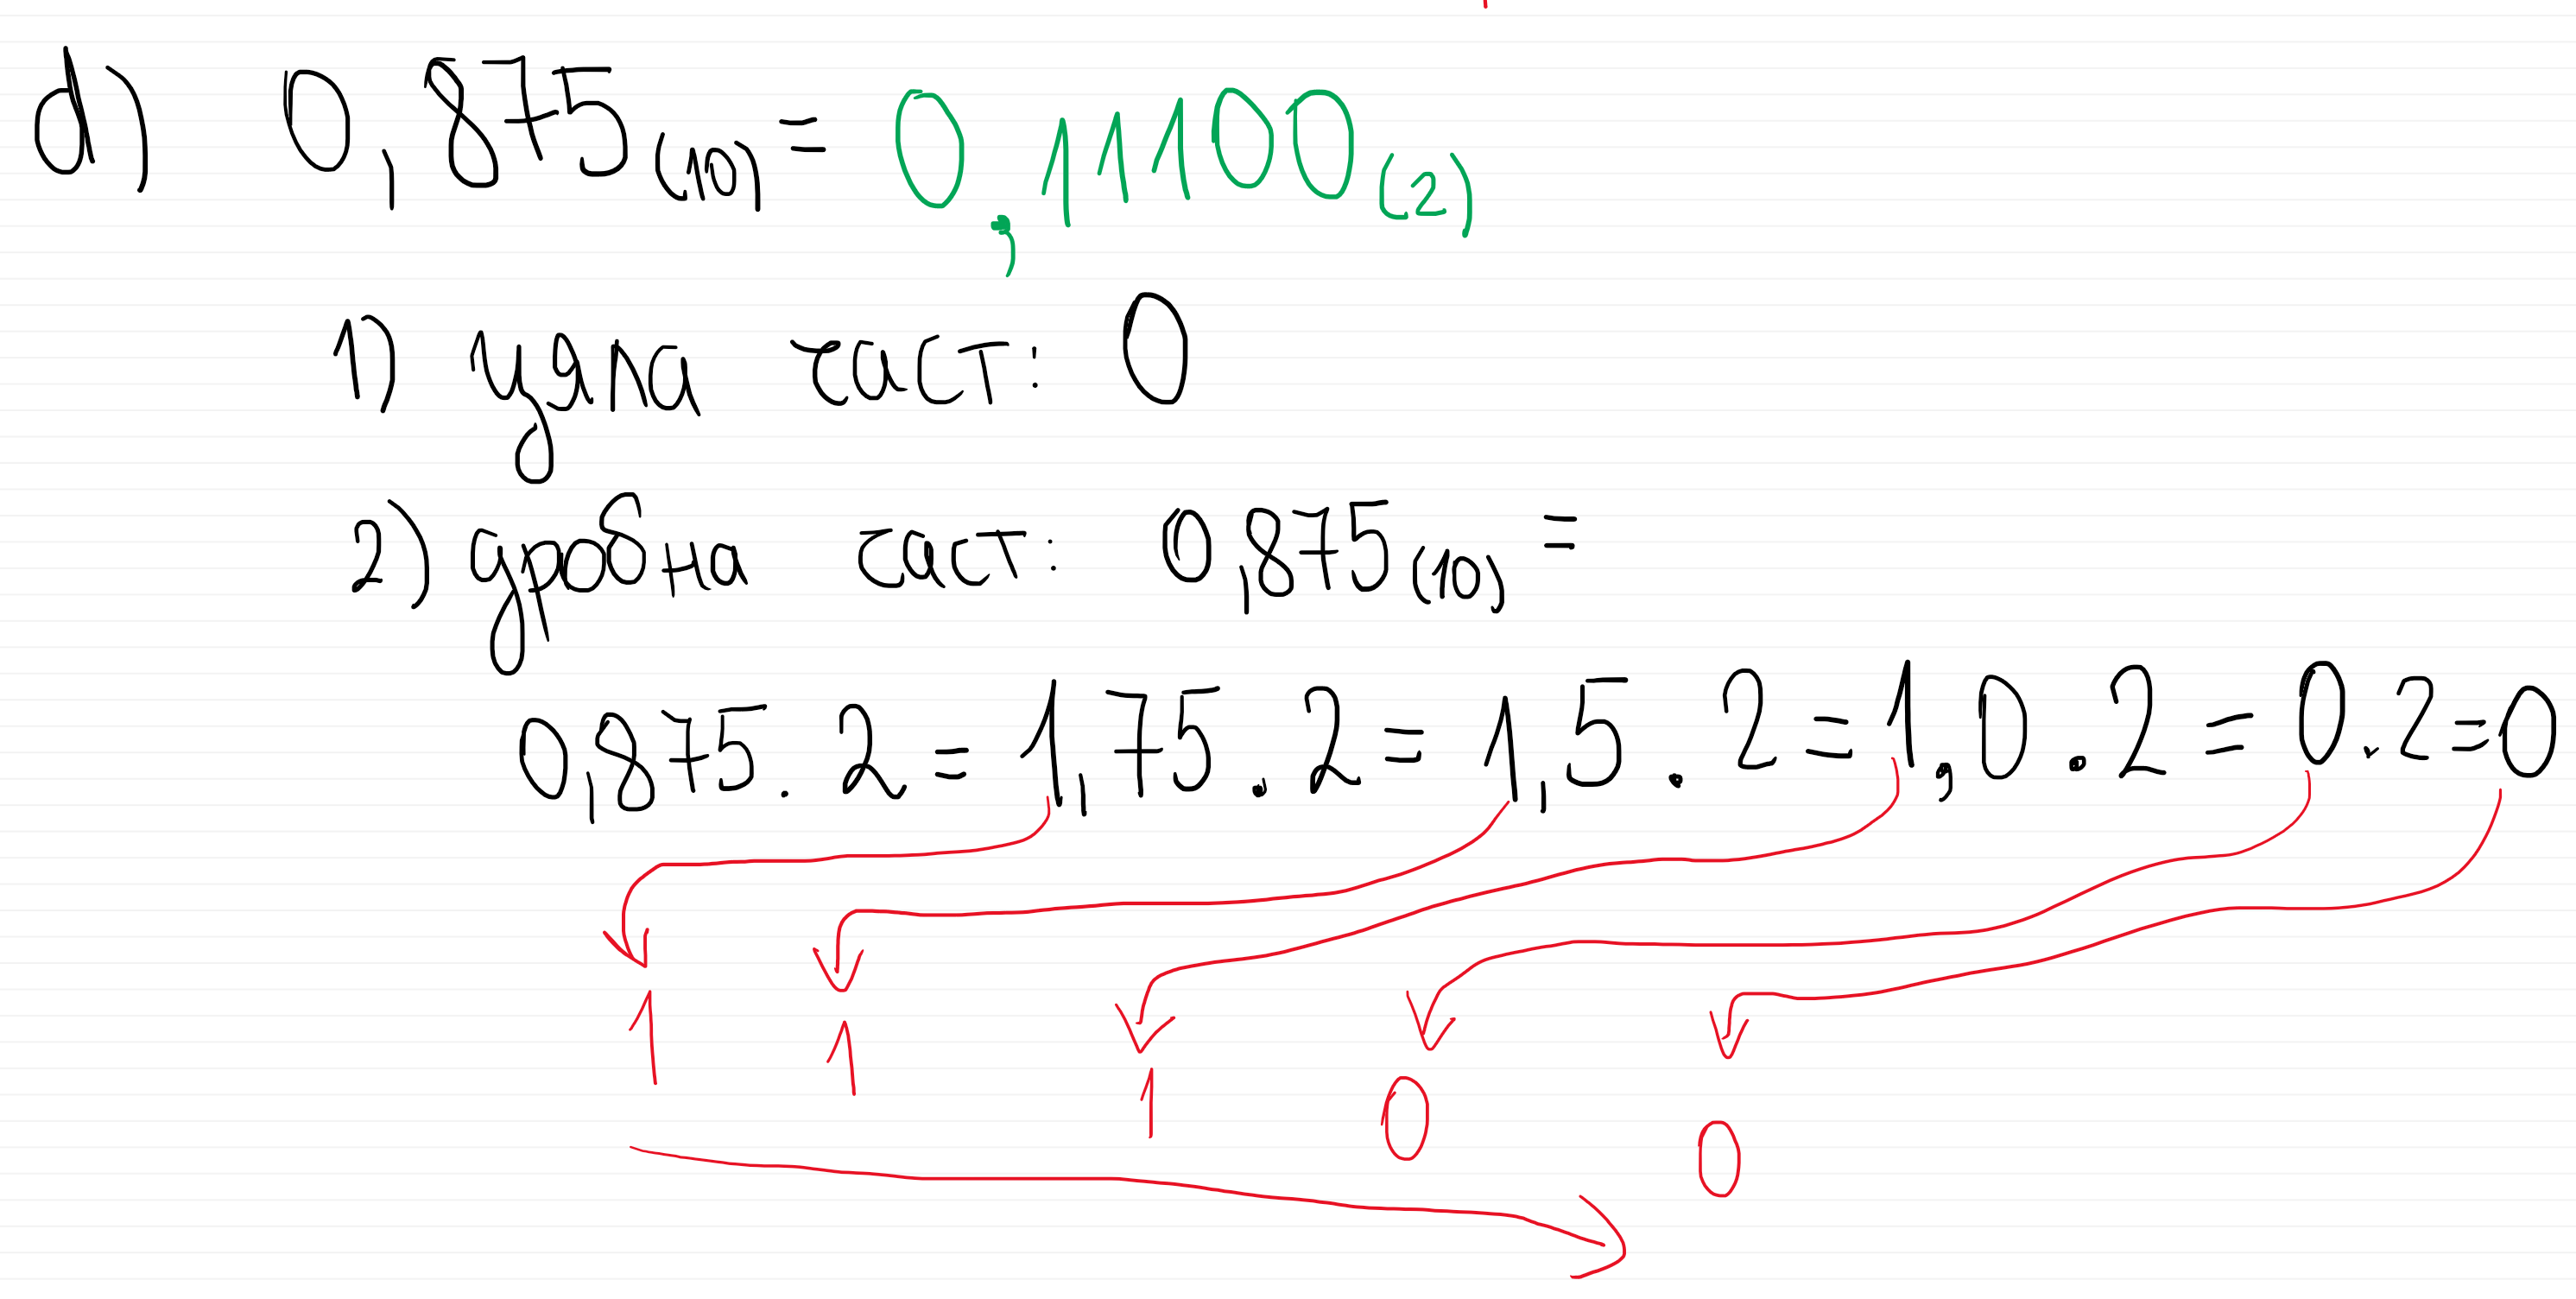 d) 0,875(10) = 0,11100(2)
1) цяла част: 0
2) дробна част: 0,875(10) =
0,875 . 2 = 1,75 . 2 = 1,5 . 2 = 1,0 . 2 = 0 . 2 = 0
1 1 1 0 0